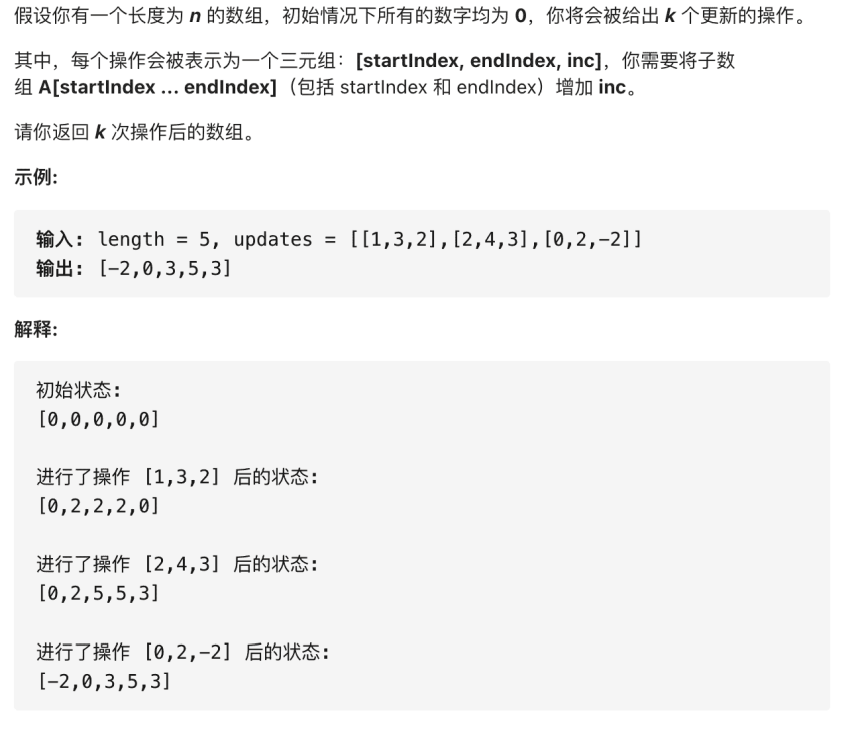 假设你有一个长度为 n 的数组，初始情况下所有的数字均为 0，你将会被给出 k 个更新的操作。
其中，每个操作会被表示为一个三元组：[startIndex, endIndex, inc]，你需要将子数
组 A[startIndex ... endIndex]（包括 startIndex 和 endIndex）增加 inc。
请你返回 k 次操作后的数组。
示例:
输入: length = 5, updates = [[1,3,2],[2,4,3],[0,2,-2]]
输出: [-2,0,3,5,3]
解释:
初始状态:
[0,0,0,0,0]
进行了操作 [1,3,2] 后的状态:
[0,2,2,2,0]
进行了操作 [2,4,3] 后的状态:
[0,2,5,5,3]
进行了操作 [0,2,-2] 后的状态:
[-2,0,3,5,3]